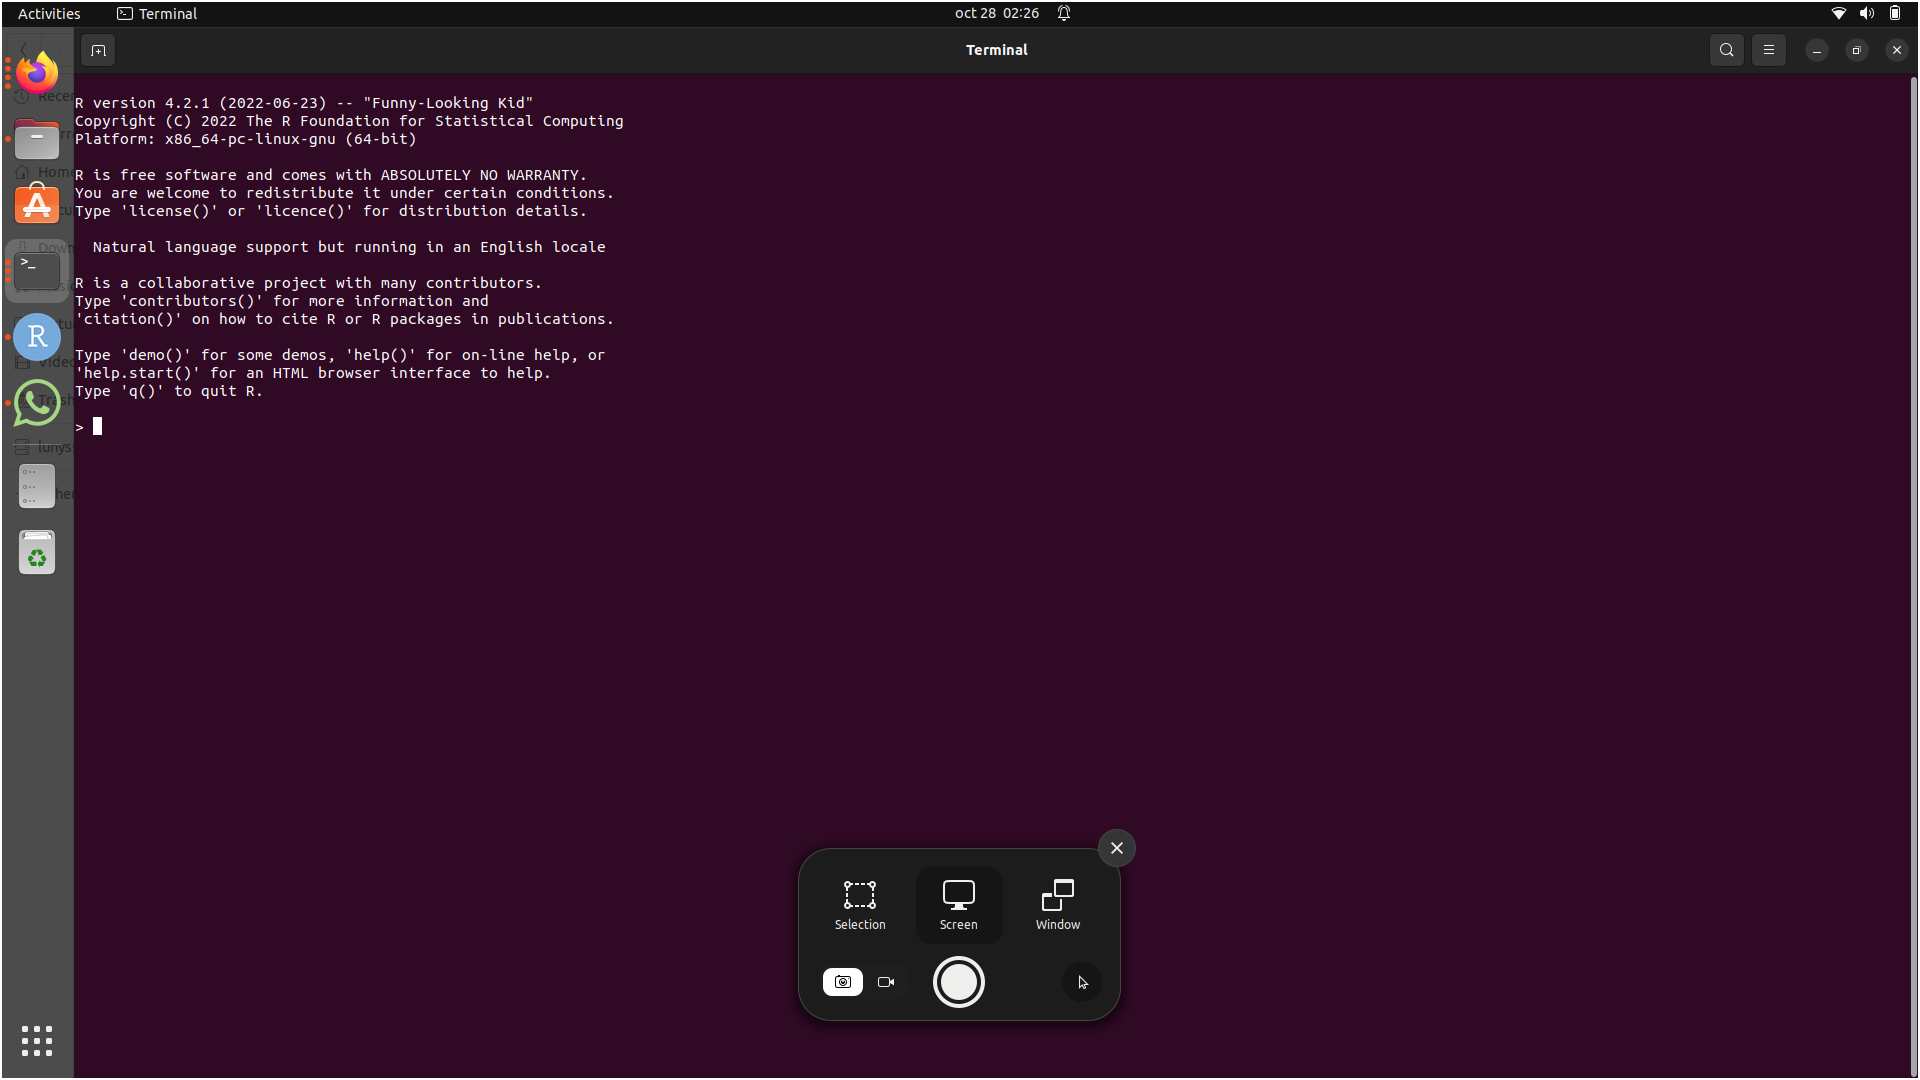 Activities Terminal oct 28 02:26
Terminal
R version 4.2.1 (2022-06-23) -- "Funny-Looking Kid"
Copyright (C) 2022 The R Foundation for Statistical Computing
Platform: x86_64-pc-linux-gnu (64-bit)
R is free software and comes with ABSOLUTELY NO WARRANTY.
You are welcome to redistribute it under certain conditions.
Type 'license()' or 'licence()' for distribution details.
Natural language support but running in an English locale
R is a collaborative project with many contributors.
Type 'contributors()' for more information and
'citation()' on how to cite R or R packages in publications.
Type 'demo()' for some demos, 'help()' for on-line help, or
'help.start()' for an HTML browser interface to help.
Type 'q()' to quit R.
>
Selection Screen Window
Home
Trash
R